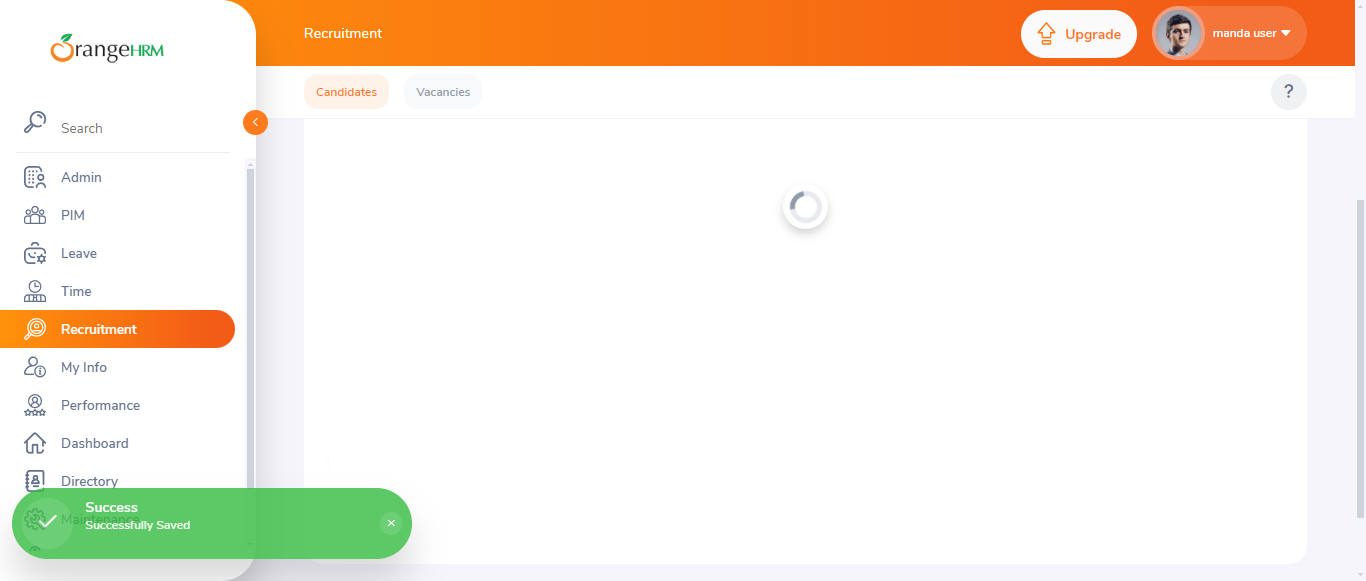 OrangeHRM
Search
Admin
PIM
Leave
Time
Recruitment
My Info
Performance
Dashboard
Directory
Maintenance
Recruitment
Upgrade
manda user
Candidates
Vacancies
?
Success
Successfully Saved